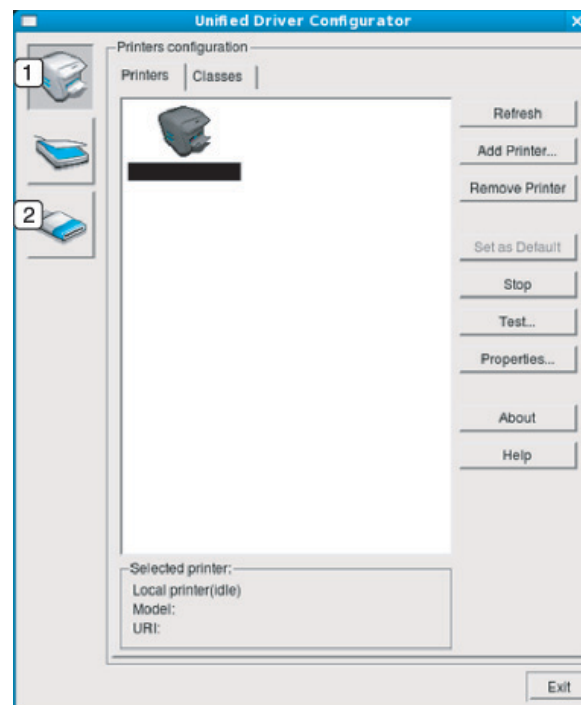 Unified Driver Configurator
Printers configuration
1
Printers Classes
Refresh
Add Printer...
Remove Printer
2
Set as Default
Stop
Test...
Properties...
About
Help
Selected printer:
Local printer(idle)
Model:
URI:
Exit